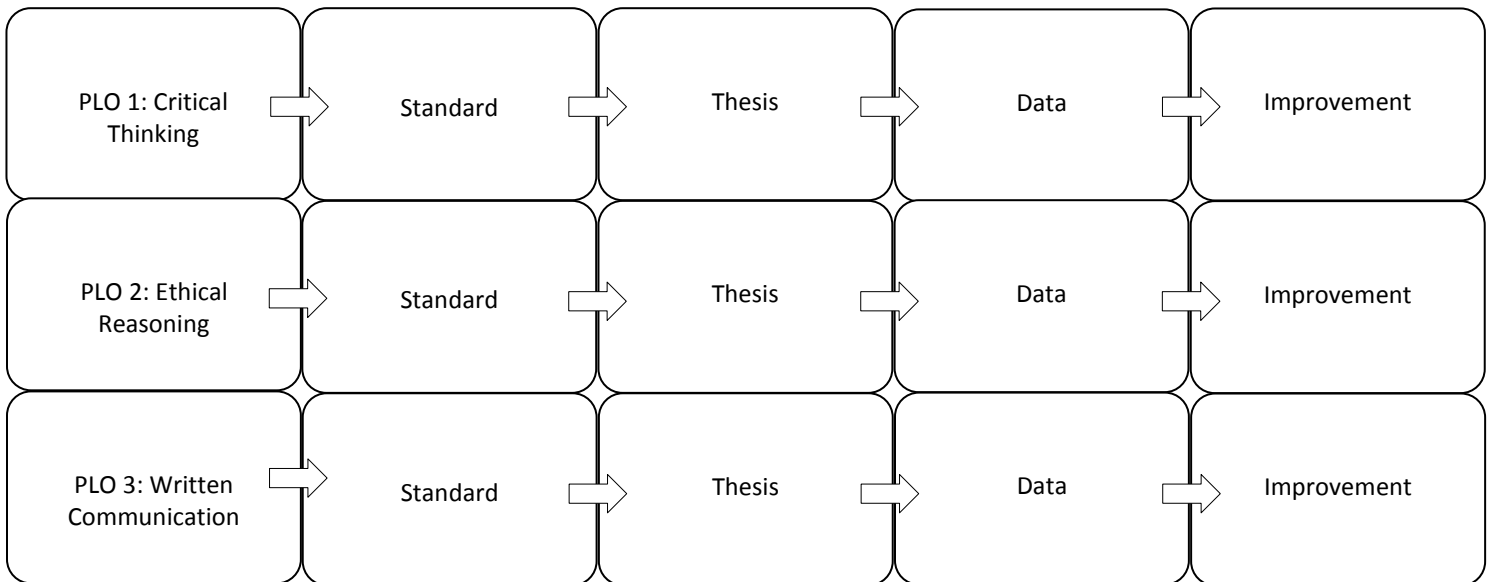 PLO 1: Critical
Thinking
Standard
Thesis
Data
Improvement
PLO 2: Ethical
Reasoning
Standard
Thesis
Data
Improvement
PLO 3: Written
Communication
Standard
Thesis
Data
Improvement